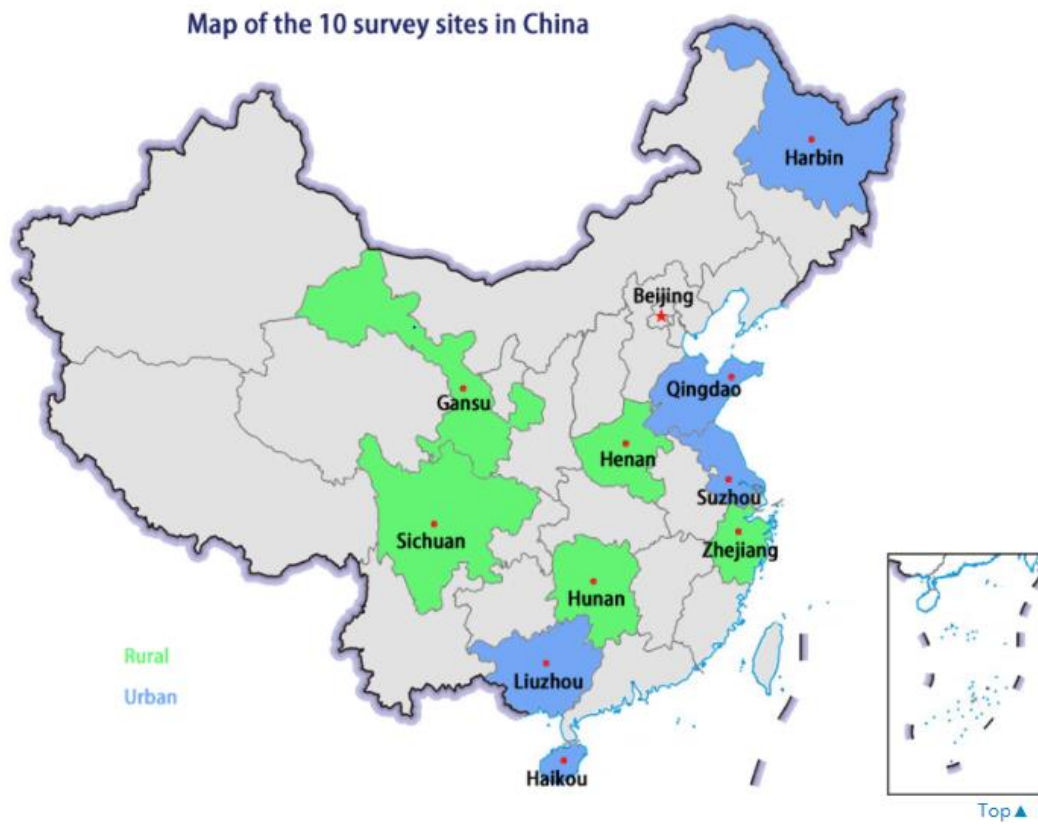 Map of the 10 survey sites in China
Harbin
Beijing
Qingdao
Gansu
Henan
Suzhou
Sichuan
Zhejiang
Hunan
Rural
Liuzhou
Urban
Haikou
Top▲